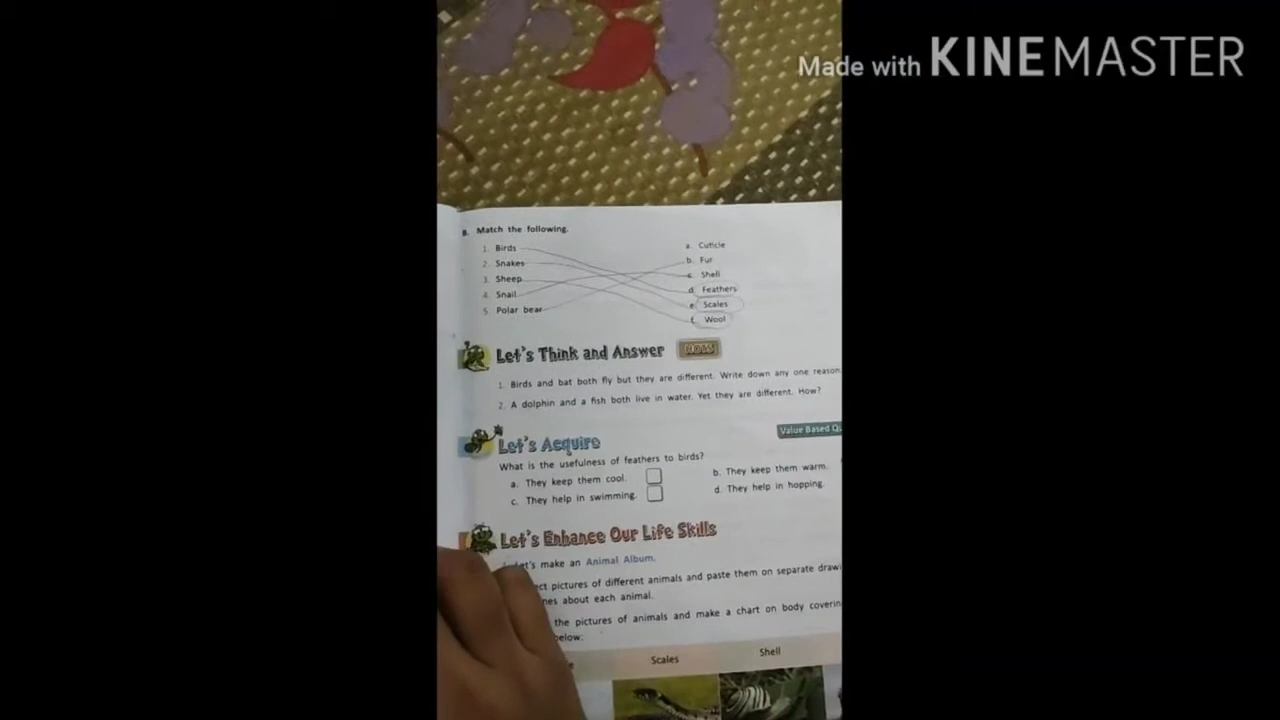 Made with KINEMASTER
B. Match the following.
1. Birds a. Cuticle
2. Snakes b. Fur
3. Sheep c. Shell
4. Snail d. Feathers
5. Polar bear e. Scales
f. Wool
Let's Think and Answer HOTS
1. Birds and bat both fly but they are different. Write down any one reason.
2. A dolphin and a fish both live in water. Yet they are different. How?
Let's Acquire Value Based
What is the usefulness of feathers to birds?
a. They keep them cool. b. They keep them warm.
c. They help in swimming. d. They help in hopping.
Let's Enhance Our Life Skills
make an Animal Album.
pictures of different animals and paste them on separate
about each animal.
the pictures of animals and make a chart on body
below:
Scales Shell